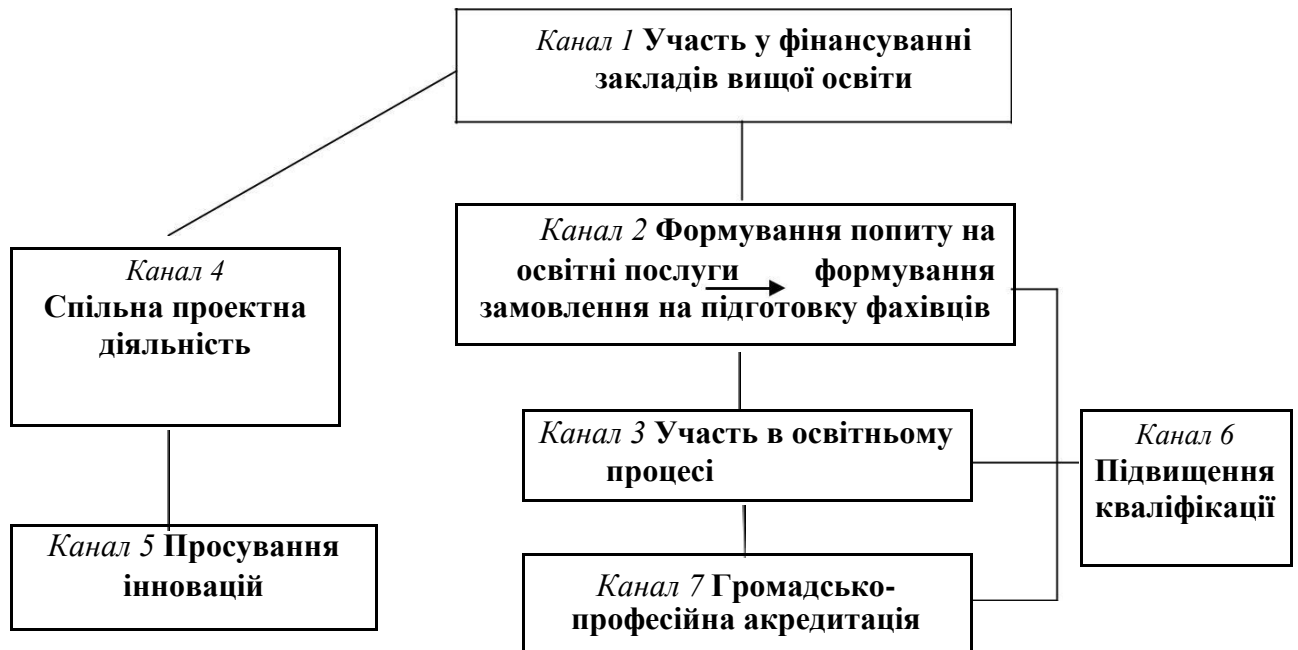 Канал 1 Участь у фінансуванні
закладів вищої освіти
Канал 2 Формування попиту на
освітні послуги формування
замовлення на підготовку фахівців
Канал 4
Спільна проектна
діяльність
Канал 3 Участь в освітньому
процесі
Канал 6
Підвищення
кваліфікації
Канал 5 Просування
інновацій
Канал 7 Громадсько-
професійна акредитація